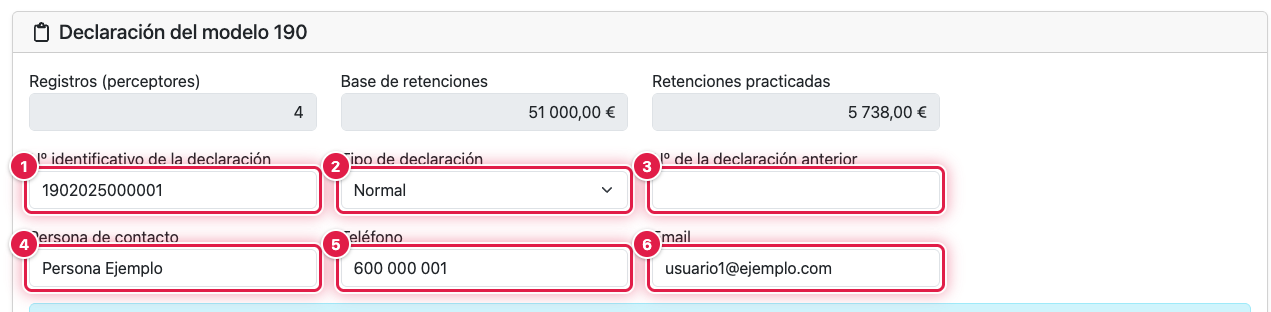 Declaración del modelo 190
Registros (perceptores)
Base de retenciones
Retenciones practicadas
4
51 000,00 €
5 738,00 €
1
Nº identificativo de la declaración
2
Tipo de declaración
3
Nº de la declaración anterior
1902025000001
Normal
4
Persona de contacto
5
Teléfono
6
Email
Persona Ejemplo
600 000 001
usuario1@ejemplo.com